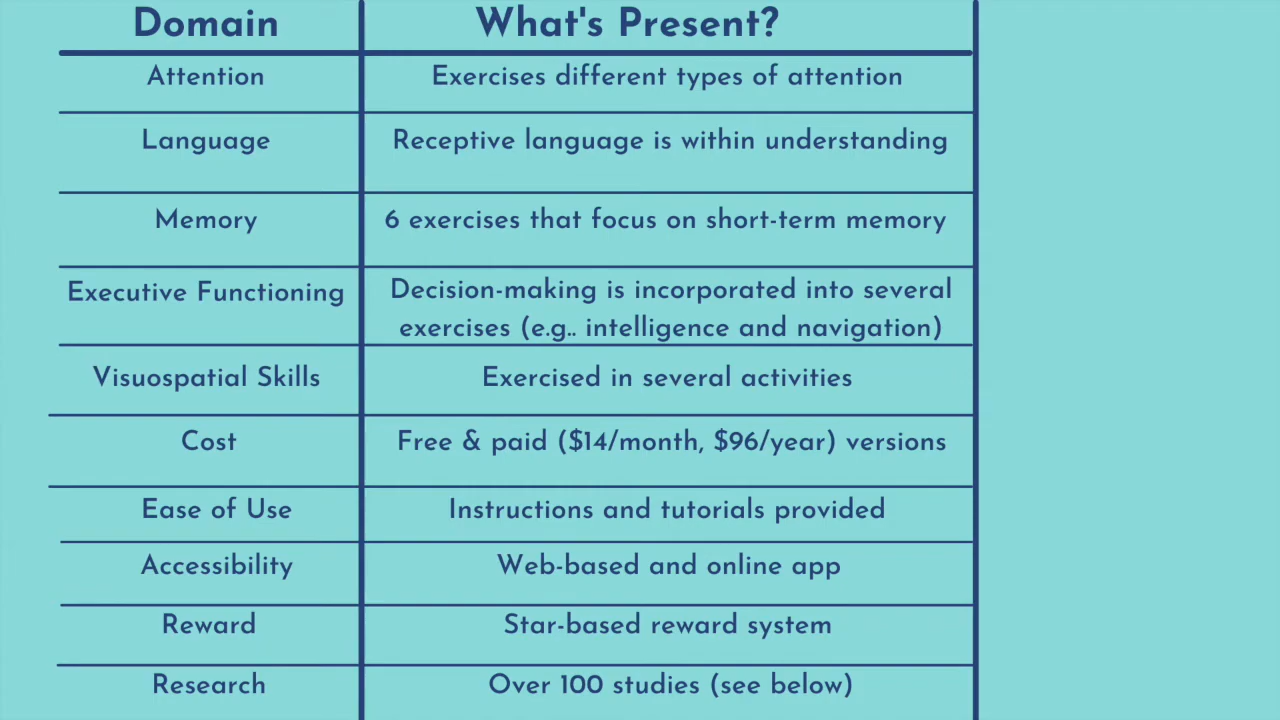 Domain What's Present?
Attention Exercises different types of attention
Language Receptive language is within understanding
Memory 6 exercises that focus on short-term memory
Executive Functioning Decision-making is incorporated into several
exercises (e.g.. intelligence and navigation)
Visuospatial Skills Exercised in several activities
Cost Free & paid ($14/month, $96/year) versions
Ease of Use Instructions and tutorials provided
Accessibility Web-based and online app
Reward Star-based reward system
Research Over 100 studies (see below)